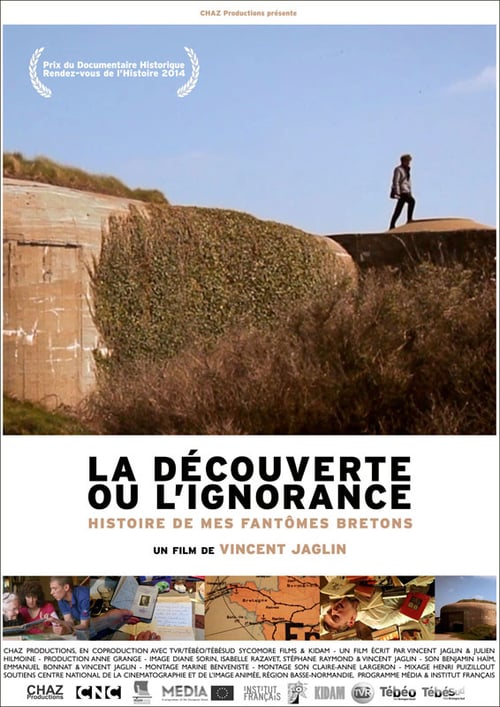 CHAZ Productions présente
Prix du Documentaire Historique
Rendez-vous de l'Histoire 2014
LA DÉCOUVERTE
OU L'IGNORANCE
HISTOIRE DE MES FANTÔMES BRETONS
UN FILM DE VINCENT JAGLIN
Bretagne
CHAZ PRODUCTIONS, EN COPRODUCTION AVEC TVR/TÉBÉO/TÉBÉSUD SYCOMORE FILMS & KIDAM - UN FILM ÉCRIT PAR VINCENT JAGLIN & JULIEN
HILMOINE - PRODUCTION ANNE GRANGE - IMAGE DIANE SORIN, ISABELLE RAZAVET, STÉPHANE RAYMOND & VINCENT JAGLIN - SON BENJAMIN HAÏM,
EMMANUEL BONNAT & VINCENT JAGLIN - MONTAGE MARINE BENVENISTE - MONTAGE SON CLAIRE-ANNE LARGERON - MIXAGE HENRI PUIZILLOUT
SOUTIENS CENTRE NATIONAL DE LA CINEMATOGRAPHIE ET DE L'IMAGE ANIMÉE, RÉGION BASSE-NORMANDIE, PROGRAMME MÉDIA & INSTITUT FRANÇAIS
CHAZ
Productions
CNC
MEDIA
INSTITUT
FRANÇAIS
KIDAM
TVR
Tébéo
Tébésud